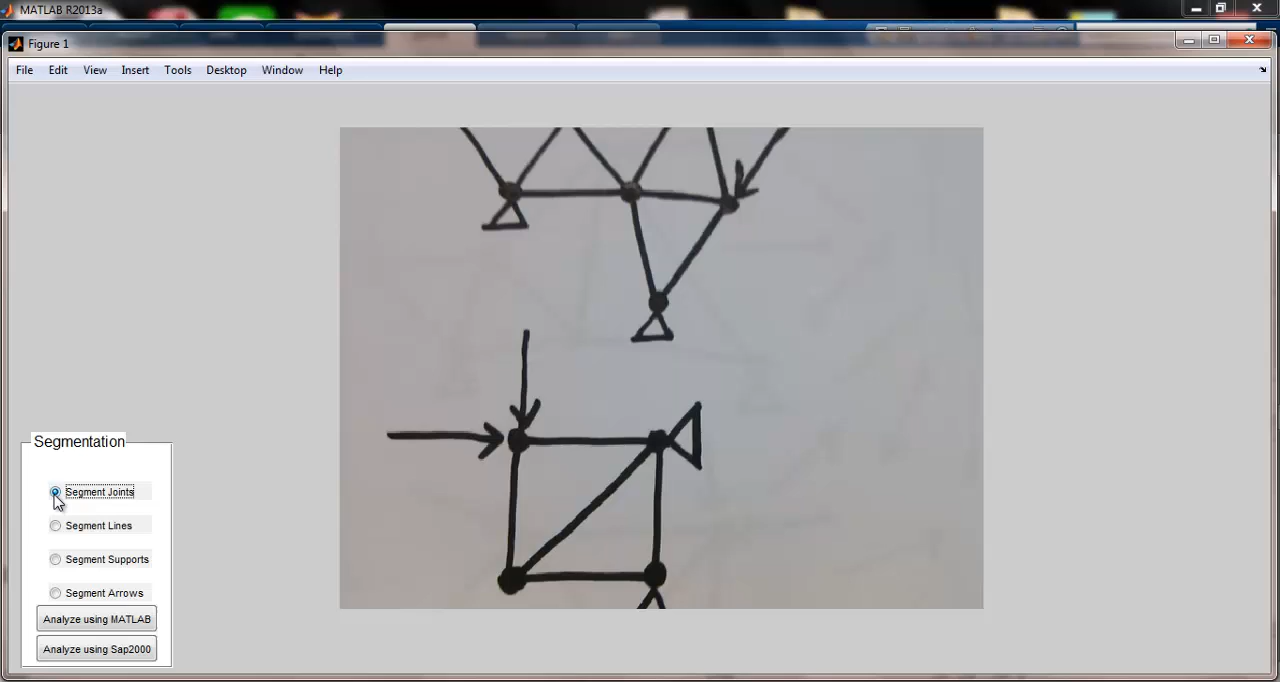 MATLAB R2013a
Figure 1
File Edit View Insert Tools Desktop Window Help
Segmentation
Segment Joints
Segment Lines
Segment Supports
Segment Arrows
Analyze using MATLAB
Analyze using Sap2000